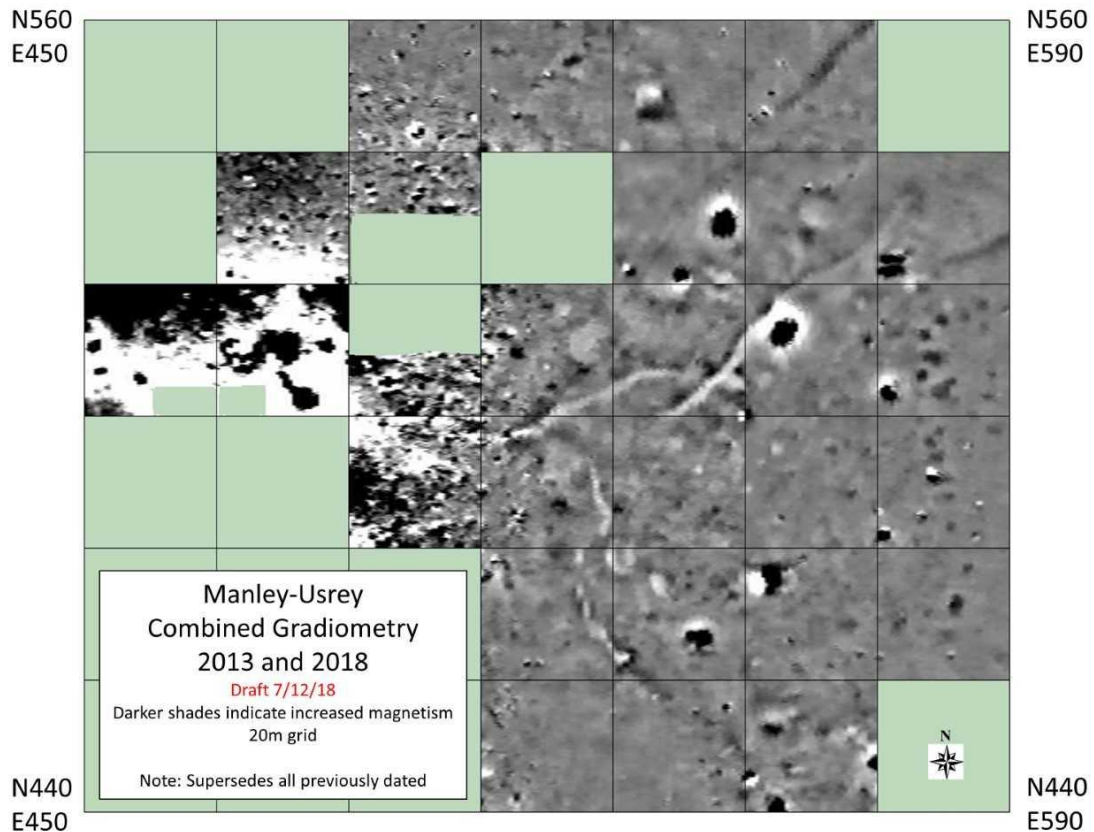 N560
E450
N560
E590
Manley-Usrey
Combined Gradiometry
2013 and 2018
Draft 7/12/18
Darker shades indicate increased magnetism
20m grid
Note: Supersedes all previously dated
N
N440
E450
N440
E590